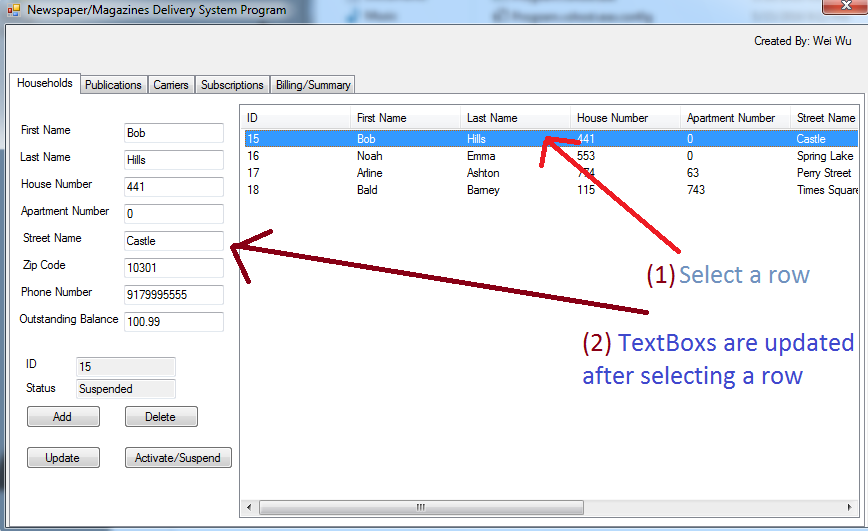 Newspaper/Magazines Delivery System Program
Created By: Wei Wu
Households Publications Carriers Subscriptions Billing/Summary
First Name Bob
Last Name Hills
House Number 441
Apartment Number 0
Street Name Castle
Zip Code 10301
Phone Number 9179995555
Outstanding Balance 100.99
ID 15
Status Suspended
Add Delete
Update Activate/Suspend
ID First Name Last Name House Number Apartment Number Street Name
15 Bob Hills 441 0 Castle
16 Noah Emma 553 0 Spring Lake
17 Arline Ashton 774 63 Perry Street
18 Bald Barney 115 743 Times Square
(1) Select a row
(2) TextBoxs are updated
after selecting a row